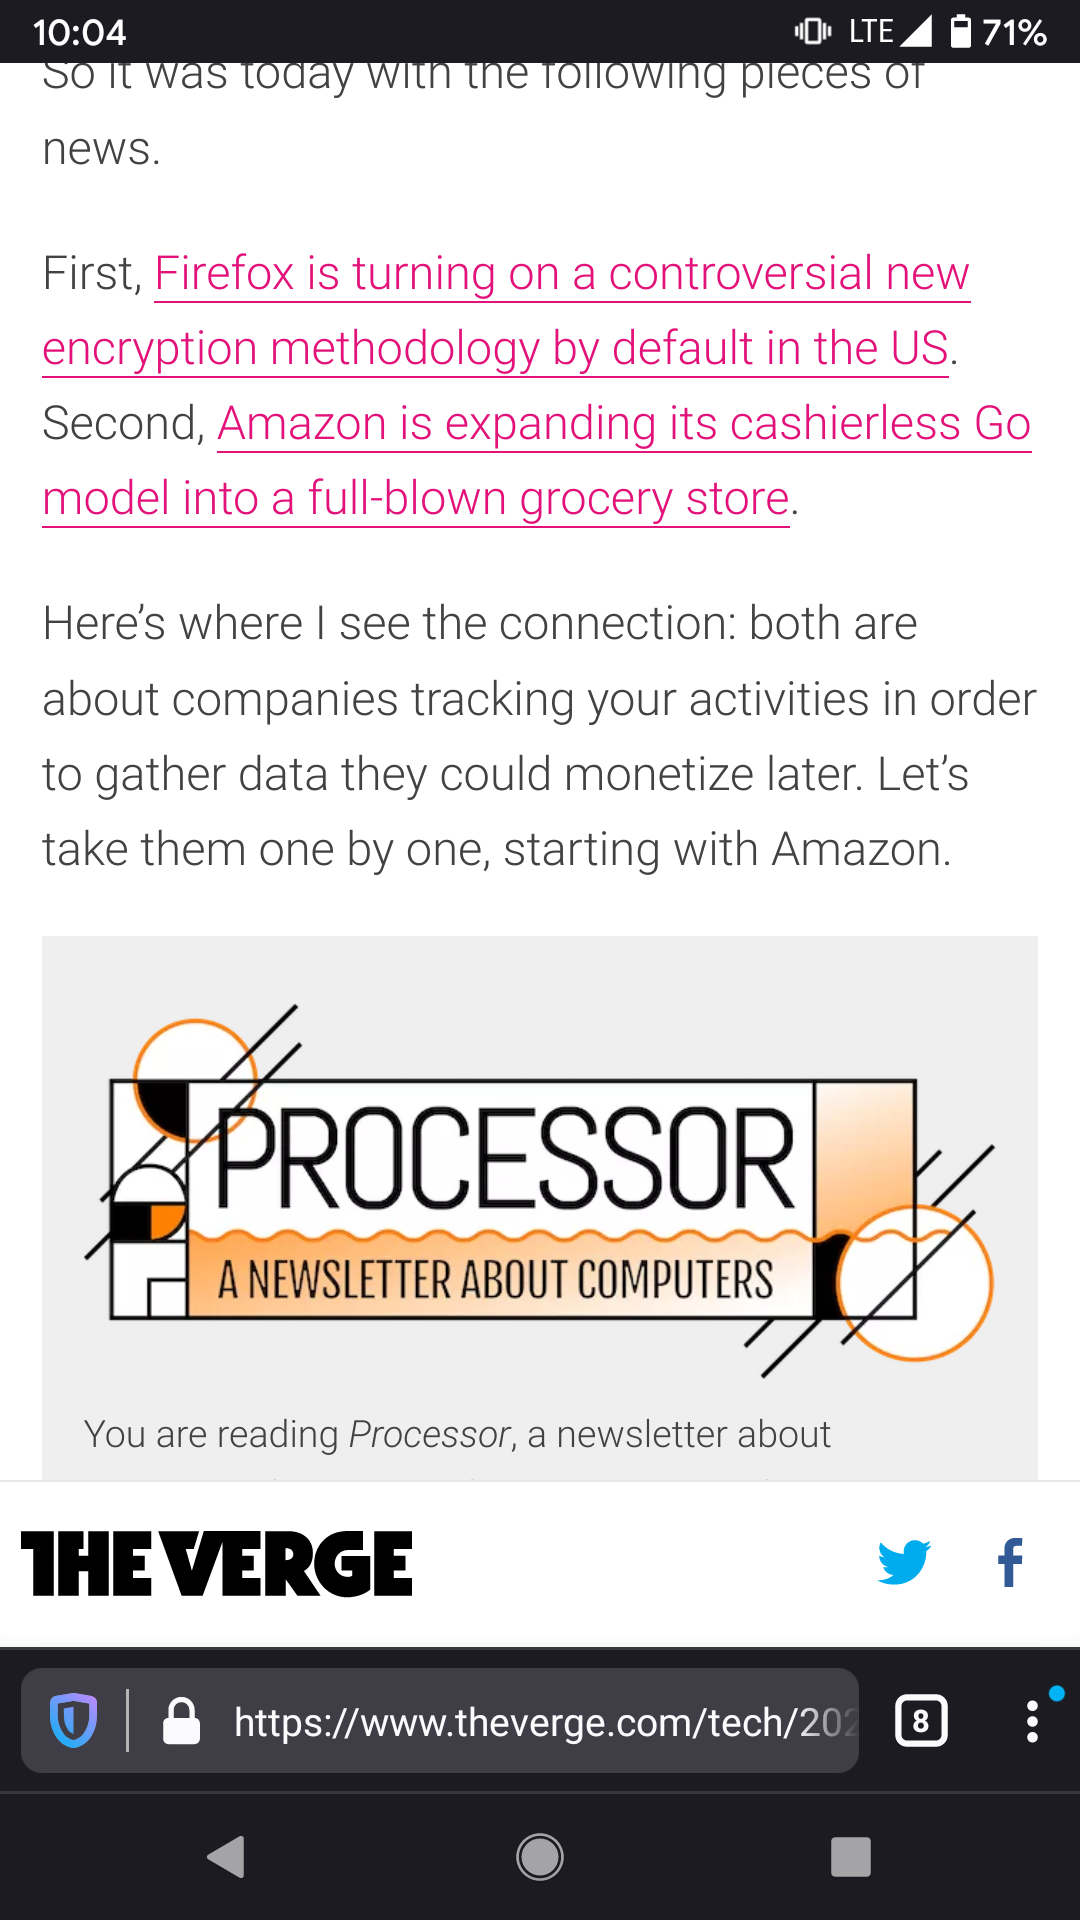 10:04 LTE 71%
So it was today with the following pieces of
news.
First, Firefox is turning on a controversial new
encryption methodology by default in the US.
Second, Amazon is expanding its cashierless Go
model into a full-blown grocery store.
Here’s where I see the connection: both are
about companies tracking your activities in order
to gather data they could monetize later. Let’s
take them one by one, starting with Amazon.
PROCESSOR
A NEWSLETTER ABOUT COMPUTERS
You are reading Processor, a newsletter about
THE VERGE
https://www.theverge.com/tech/202
8